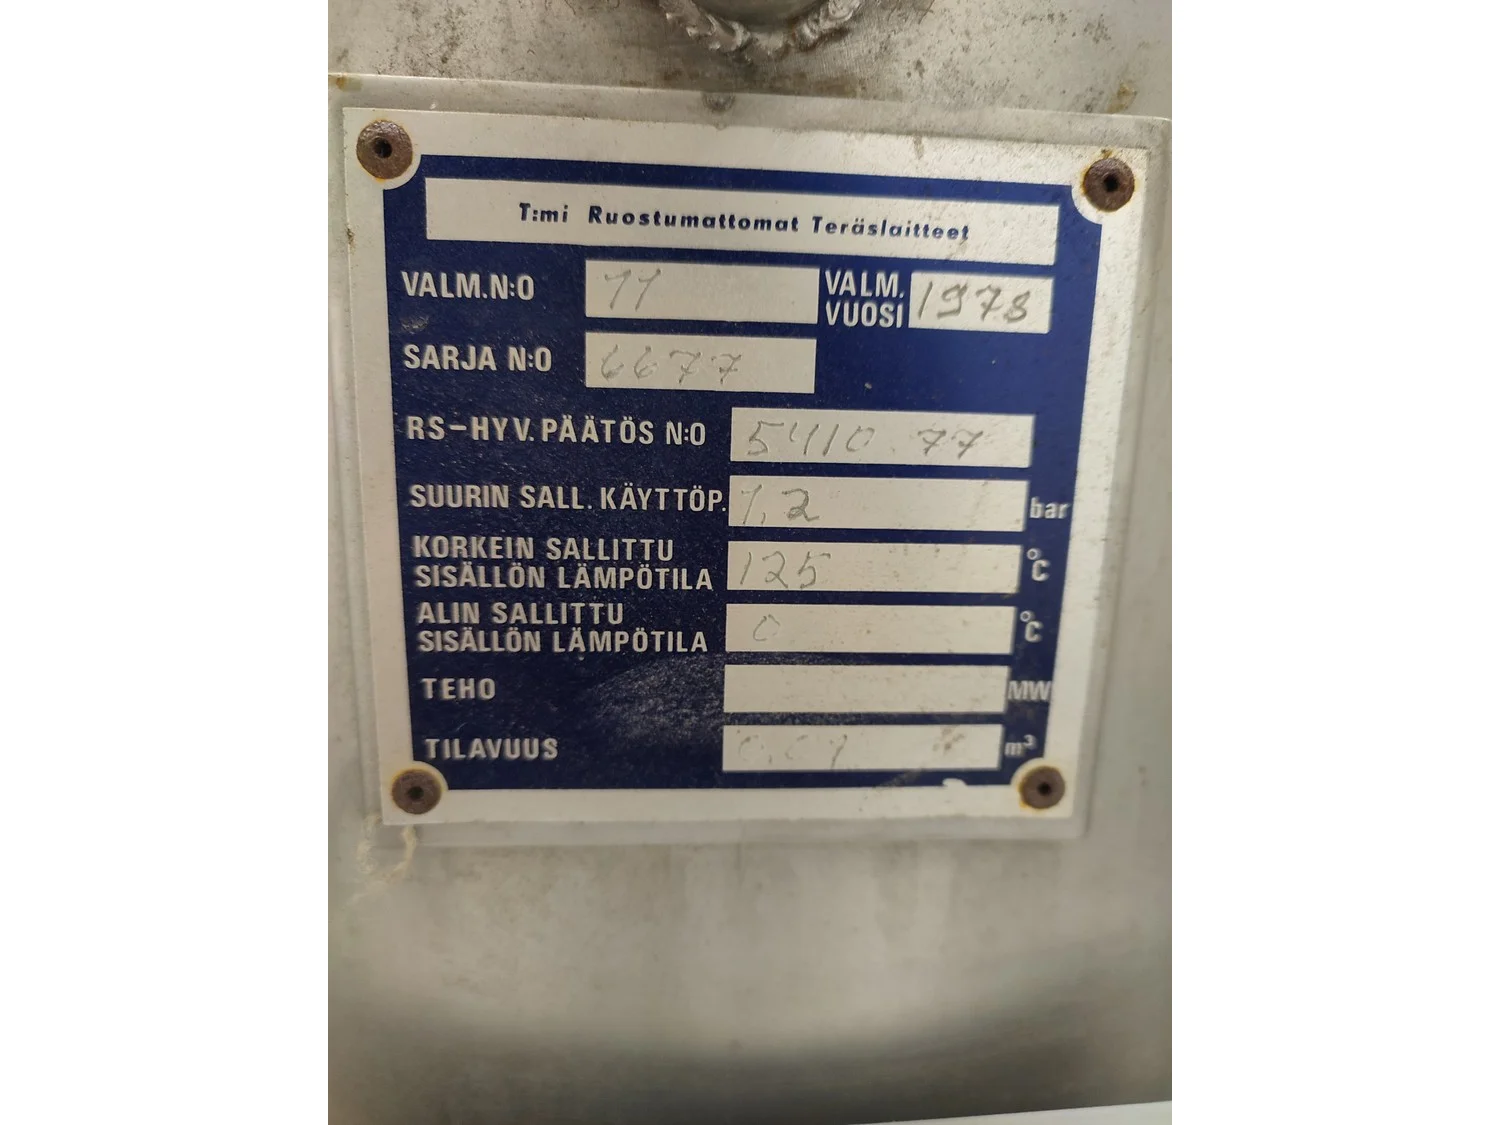 T:mi Ruostumattomat Teräslaitteet
VALM.N:O 11 VALM. VUOSI 1978
SARJA N:O 6677
RS-HYV. PÄÄTÖS N:O 5410 77
SUURIN SALL. KÄYTTÖP. 1,2 bar
KORKEIN SALLITTU
SISÄLLÖN LÄMPÖTILA 125 °C
ALIN SALLITTU
SISÄLLÖN LÄMPÖTILA 0 °C
TEHO MW
TILAVUUS m³